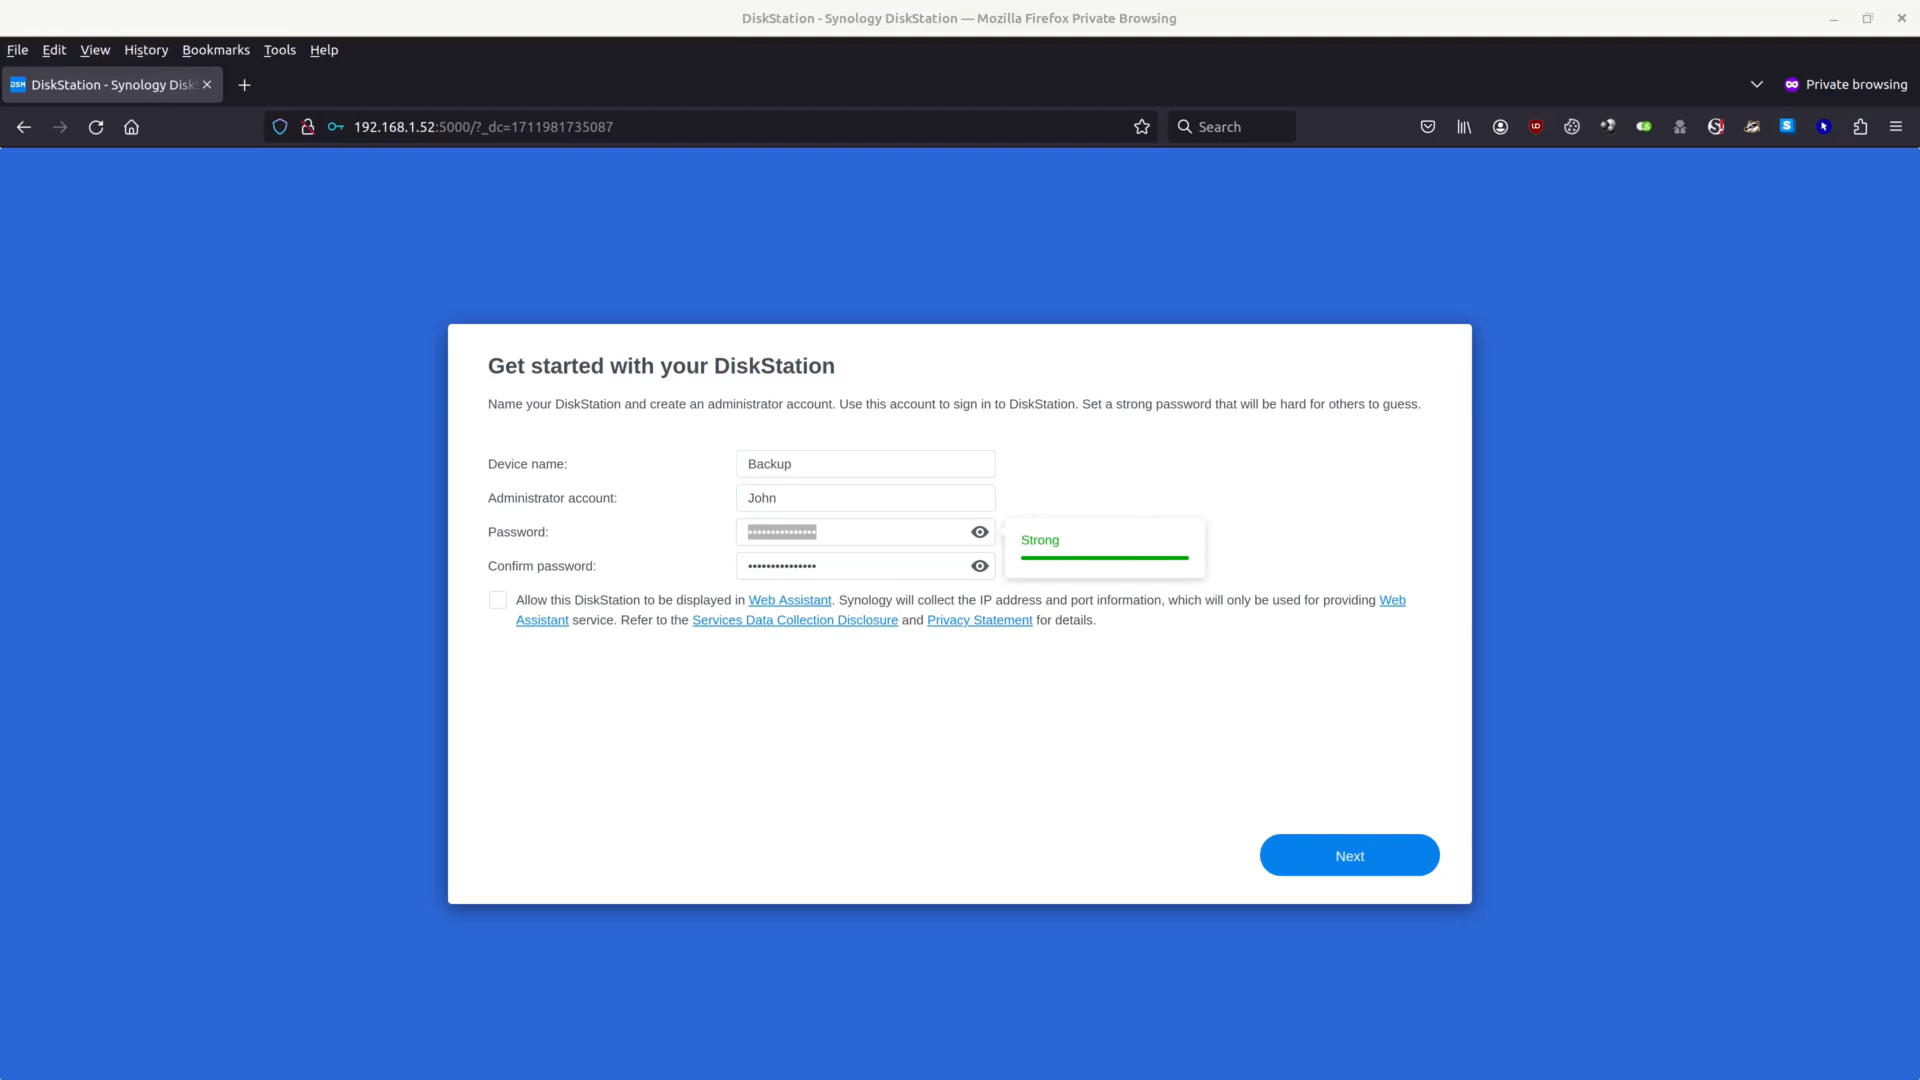 DiskStation - Synology DiskStation — Mozilla Firefox Private Browsing
File Edit View History Bookmarks Tools Help
DSM DiskStation - Synology Disk
Private browsing
192.168.1.52:5000/?_dc=1711981735087
Search
Get started with your DiskStation
Name your DiskStation and create an administrator account. Use this account to sign in to DiskStation. Set a strong password that will be hard for others to guess.
Device name: Backup
Administrator account: John
Password: •••••••••••••••
Strong
Confirm password: •••••••••••••••
Allow this DiskStation to be displayed in Web Assistant. Synology will collect the IP address and port information, which will only be used for providing Web
Assistant service. Refer to the Services Data Collection Disclosure and Privacy Statement for details.
Next